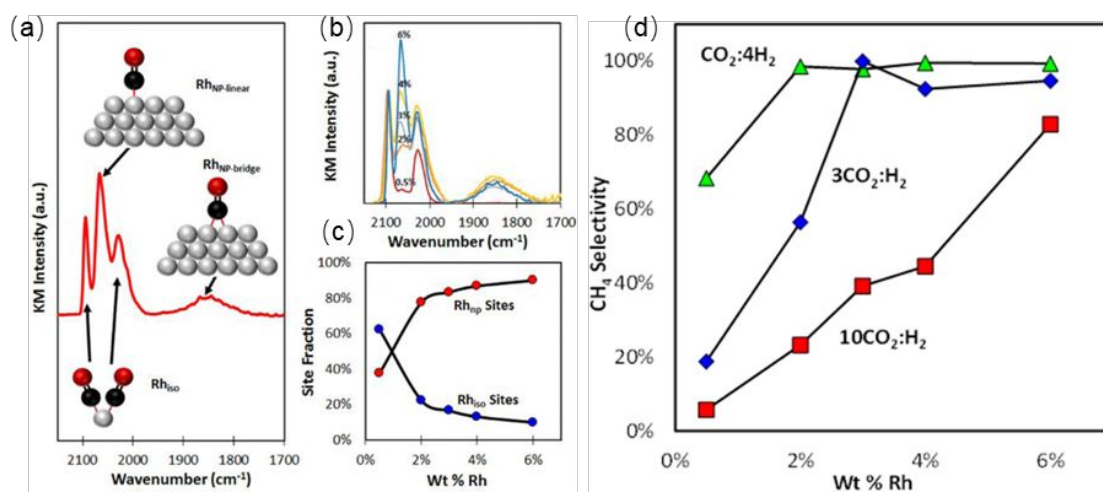 (a)
KM Intensity (a.u.)
Rh_NP-linear
Rh_NP-bridge
Rh_iso
2100 2000 1900 1800 1700
Wavenumber (cm⁻¹)
(b)
KM Intensity (a.u.)
6%
4%
3%
2%
0.5%
2100 2000 1900 1800 1700
Wavenumber (cm⁻¹)
(c)
Site Fraction
100%
80%
60%
40%
20%
0%
Rh_np Sites
Rh_iso Sites
0% 2% 4% 6%
Wt % Rh
(d)
CH₄ Selectivity
100%
80%
60%
40%
20%
0%
CO₂:4H₂
3CO₂:H₂
10CO₂:H₂
0% 2% 4% 6%
Wt % Rh